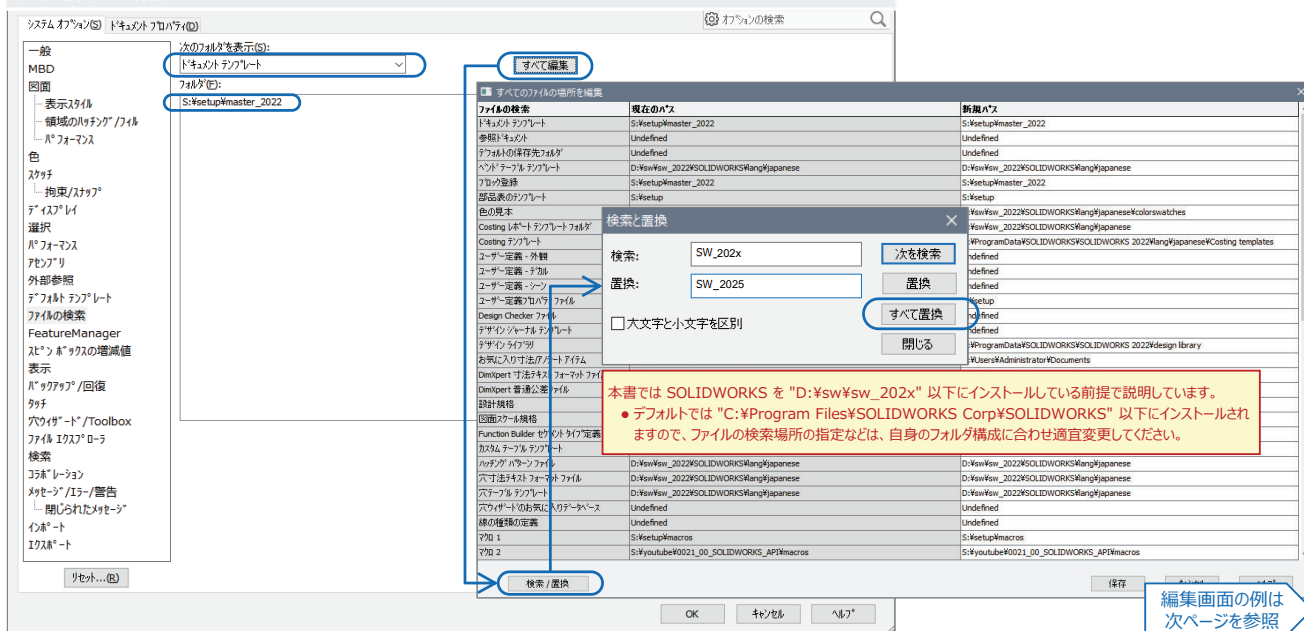 システム オプション(S)
ドキュメント プロパティ(D)
オプションの検索
一般
MBD
図面
表示スタイル
領域のハッチング/フィル
パフォーマンス
色
スケッチ
拘束/スナップ
ディスプレイ
選択
パフォーマンス
アセンブリ
外部参照
デフォルト テンプレート
ファイルの検索
FeatureManager
スピン ボックスの増減値
表示
バックアップ/回復
タッチ
穴ウィザード/Toolbox
ファイル エクスプローラ
検索
コラボレーション
メッセージ/エラー/警告
閉じられたメッセージ
インポート
エクスポート
リセット...(R)
次のフォルダを表示(S):
ドキュメント テンプレート
すべて編集
フォルダ(F):
S:¥setup¥master_2022
すべてのファイルの場所を編集
ファイルの検索 現在のパス 新規パス
ドキュメント テンプレート S:¥setup¥master_2022 S:¥setup¥master_2022
参照ドキュメント Undefined Undefined
デフォルトの保存先フォルダ Undefined Undefined
ベンド テーブル テンプレート D:¥sw¥sw_2022¥SOLIDWORKS¥lang¥japanese D:¥sw¥sw_2022¥SOLIDWORKS¥lang¥japanese
ブロック登録 S:¥setup¥master_2022 S:¥setup¥master_2022
部品表のテンプレート S:¥setup S:¥setup
色の見本 :¥sw¥sw_2022¥SOLIDWORKS¥lang¥japanese¥colorswatches
Costing レポート テンプレート フォルダ :¥sw¥sw_2022¥SOLIDWORKS¥lang¥japanese
Costing テンプレート :¥ProgramData¥SOLIDWORKS¥SOLIDWORKS 2022¥lang¥japanese¥Costing templates
ユーザー定義 - 外観 ndefined
ユーザー定義 - デカル ndefined
ユーザー定義 - シーン ndefined
ユーザー定義プロパティ ファイル ¥setup
Design Checker ファイル ndefined
デザイン ジャーナル テンプレート ndefined
デザイン ライブラリ :¥ProgramData¥SOLIDWORKS¥SOLIDWORKS 2022¥design library
お気に入り寸法/アノテートアイテム :¥Users¥Administrator¥Documents
DimXpert 寸法テキスト フォーマット ファイ
DimXpert 普通公差ファイル
設計規格
図面スケール規格
Function Builder セグメント タイプ定義
カスタム テーブル テンプレート
ハッチング パターン ファイル D:¥sw¥sw_2022¥SOLIDWORKS¥lang¥japanese D:¥sw¥sw_2022¥SOLIDWORKS¥lang¥japanese
穴寸法テキスト フォーマット ファイル D:¥sw¥sw_2022¥SOLIDWORKS¥lang¥japanese D:¥sw¥sw_2022¥SOLIDWORKS¥lang¥japanese
穴テーブル テンプレート D:¥sw¥sw_2022¥SOLIDWORKS¥lang¥japanese D:¥sw¥sw_2022¥SOLIDWORKS¥lang¥japanese
穴ウィザードのお気に入りデータベース Undefined Undefined
線の種類の定義 Undefined Undefined
マクロ 1 S:¥setup¥macros S:¥setup¥macros
マクロ 2 S:¥youtube¥0021_00_SOLIDWORKS_API¥macros S:¥youtube¥0021_00_SOLIDWORKS_API¥macros
検索と置換
検索: SW_202x 次を検索
置換: SW_2025 置換
すべて置換
大文字と小文字を区別
閉じる
本書では SOLIDWORKS を "D:¥sw¥sw_202x" 以下にインストールしている前提で説明しています。
● デフォルトでは "C:¥Program Files¥SOLIDWORKS Corp¥SOLIDWORKS" 以下にインストールされ
ますので、ファイルの検索場所の指定などは、自身のフォルダ構成に合わせ適宜変更してください。
検索 / 置換
保存
OK
キャンセル
ヘルプ
編集画面の例は
次ページを参照